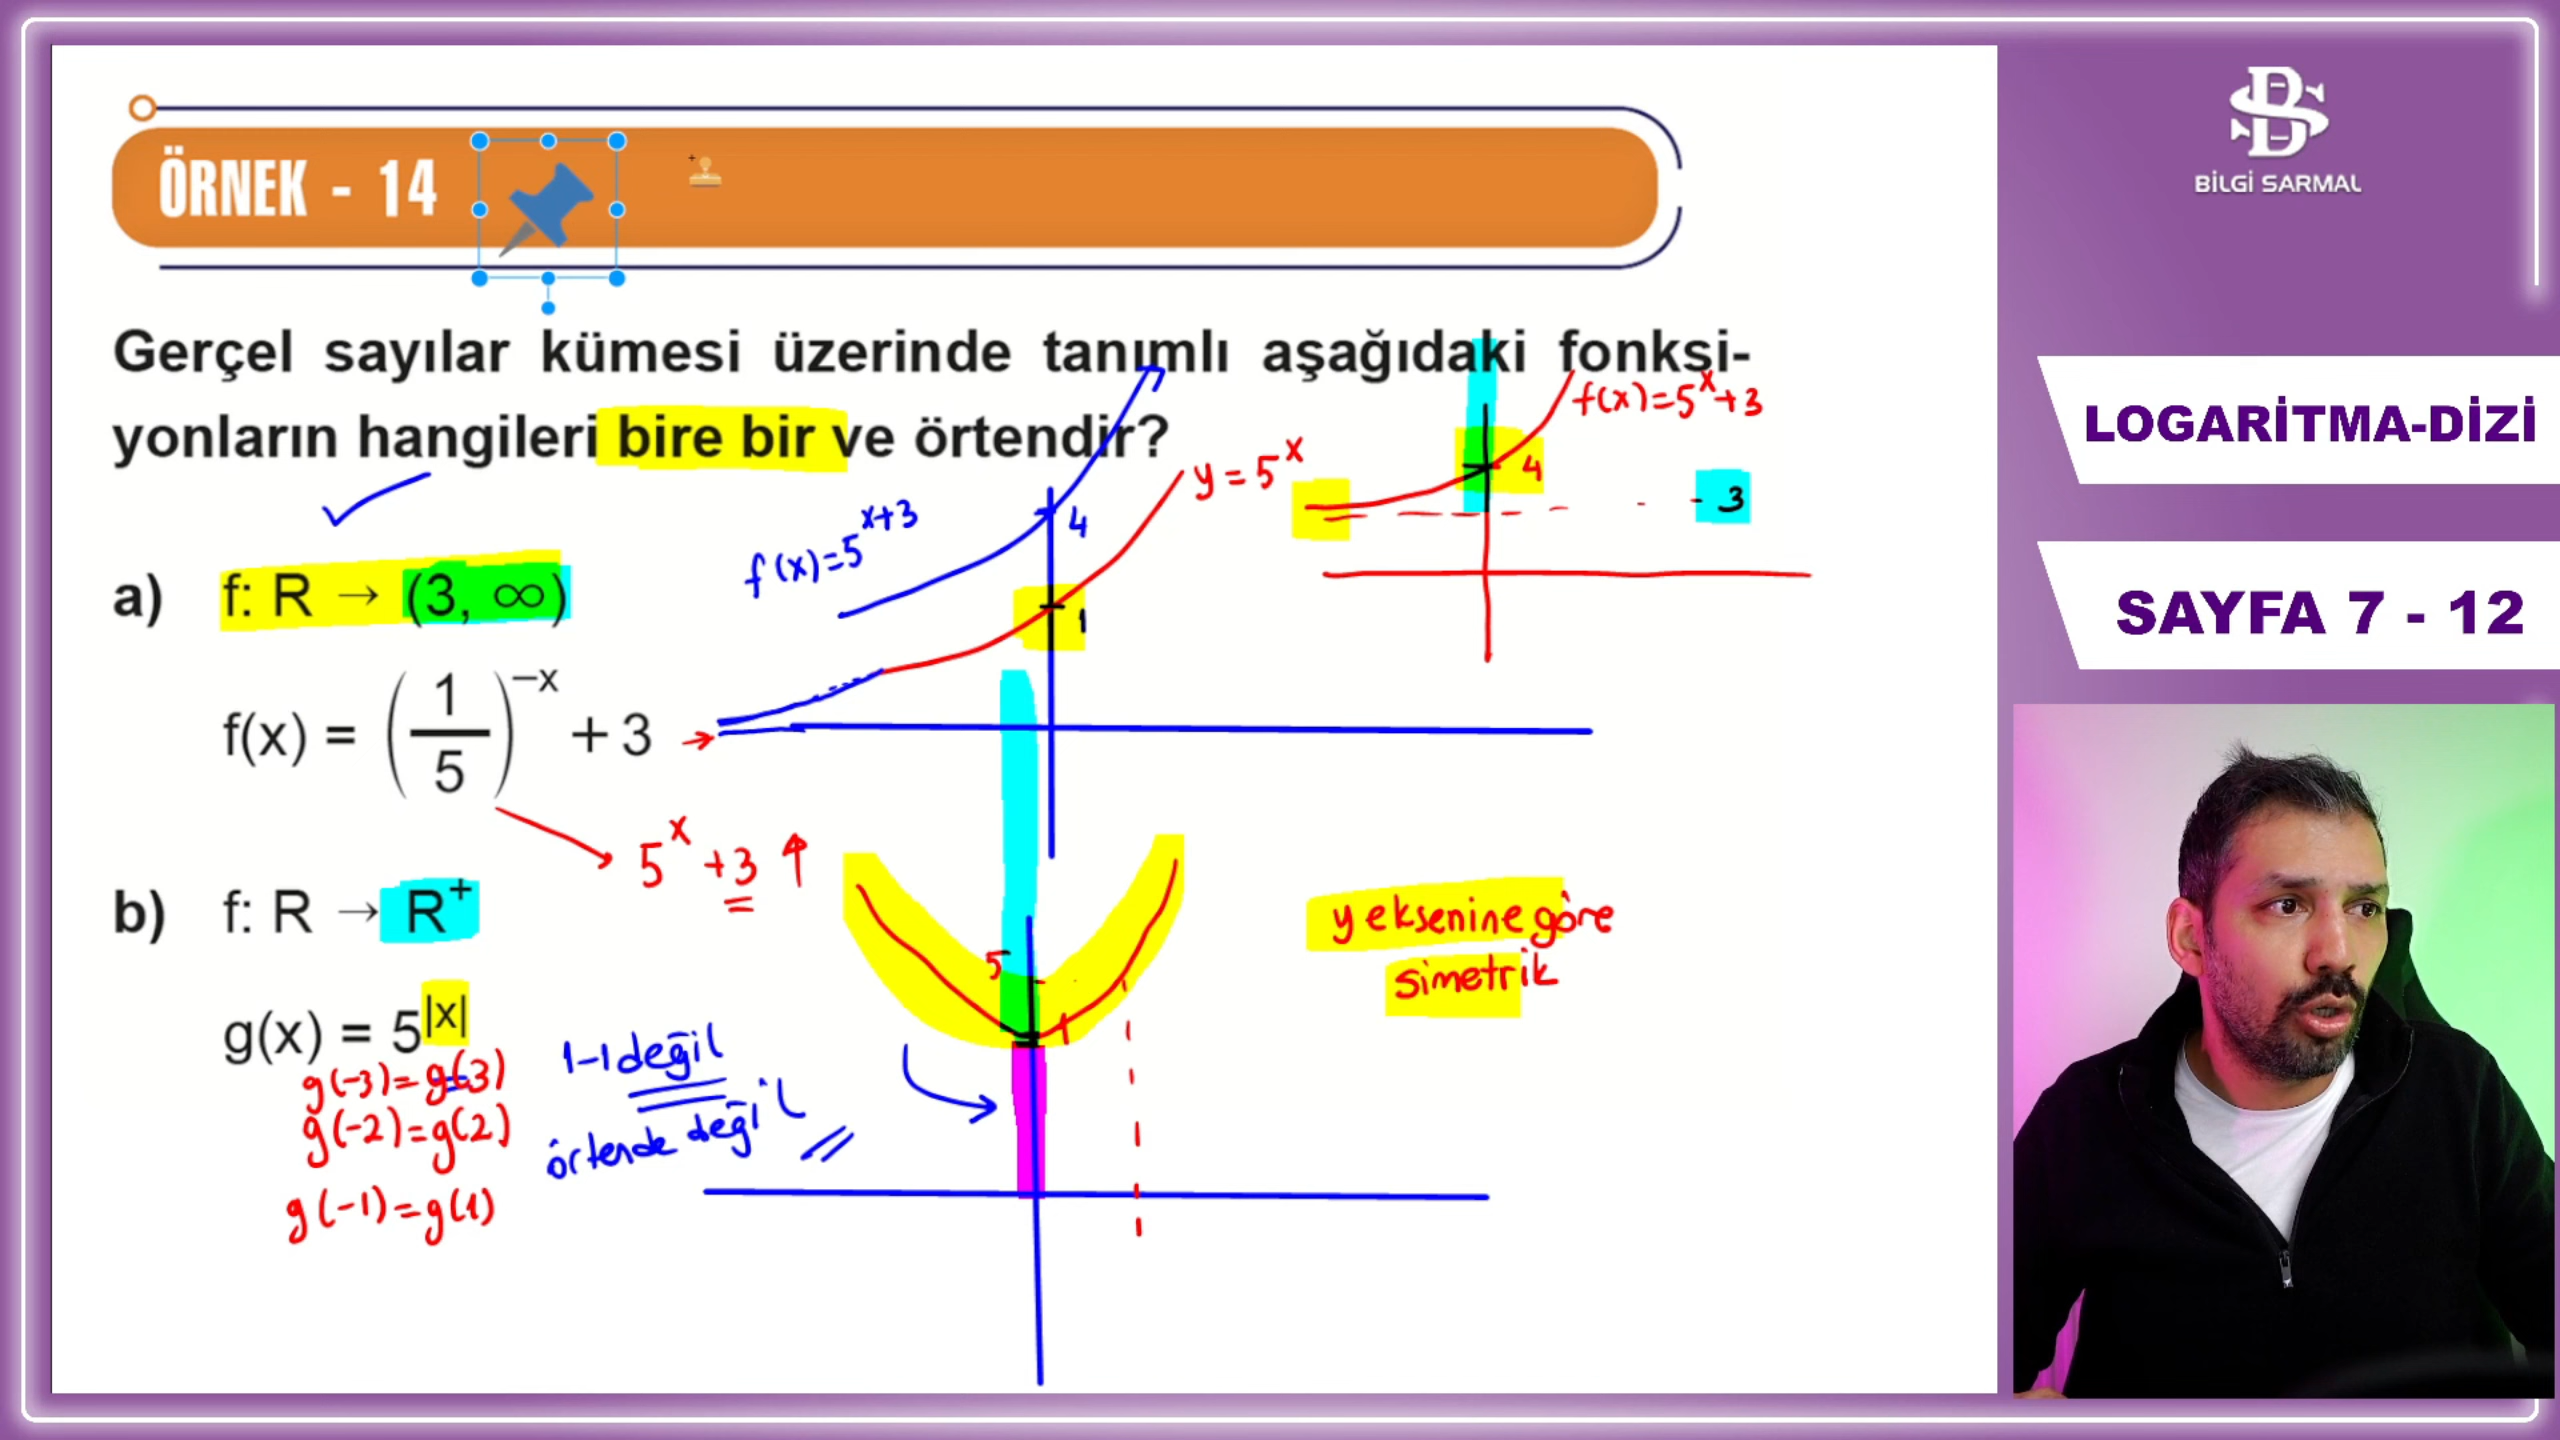 ÖRNEK - 14
BİLGİ SARMAL
Gerçel sayılar kümesi üzerinde tanımlı aşağıdaki fonksi-
yonların hangileri bire bir ve örtendir?
f(x)=5^x+3
y=5^x
4
3
f(x)=5^{x+3}
4
1
a) f: R → (3, ∞)
f(x) = (1/5)^{–x} + 3
5^x +3 ↑
b) f: R → R^+
g(x) = 5^{|x|}
5
1
g(-3)=g(3)
g(-2)=g(2)
g(-1)=g(1)
1-1 değil
örtende değil
y eksenine göre
simetrik
LOGARİTMA-DİZİ
SAYFA 7 - 12